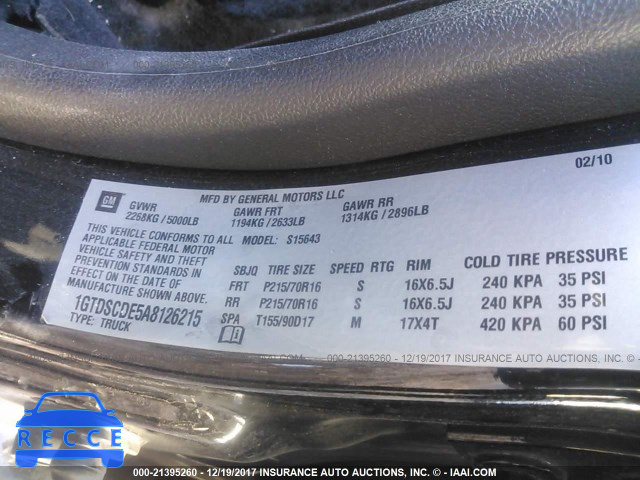 02/10
GM
MFD BY GENERAL MOTORS LLC
GVWR GAWR FRT GAWR RR
2268KG / 5000LB 1194KG / 2633LB 1314KG / 2896LB
THIS VEHICLE CONFORMS TO ALL MODEL: S15643
APPLICABLE FEDERAL MOTOR
VEHICLE SAFETY AND THEFT
PREVENTION STANDARDS IN
EFFECT ON THE DATE OF
MANUFACTURE SHOWN ABOVE.
1GTDSCDE5A8126215
TYPE: TRUCK
COLD TIRE PRESSURE
SBJQ TIRE SIZE SPEED RTG RIM
FRT P215/70R16 S 16X6.5J 240 KPA 35 PSI
RR P215/70R16 S 16X6.5J 240 KPA 35 PSI
SPA T155/90D17 M 17X4T 420 KPA 60 PSI
000-21395260 - 12/19/2017 INSURANCE AUTO AUCTIONS, INC.
RECCE
000-21395260 - 12/19/2017 INSURANCE AUTO AUCTIONS, INC. - IAAI.COM